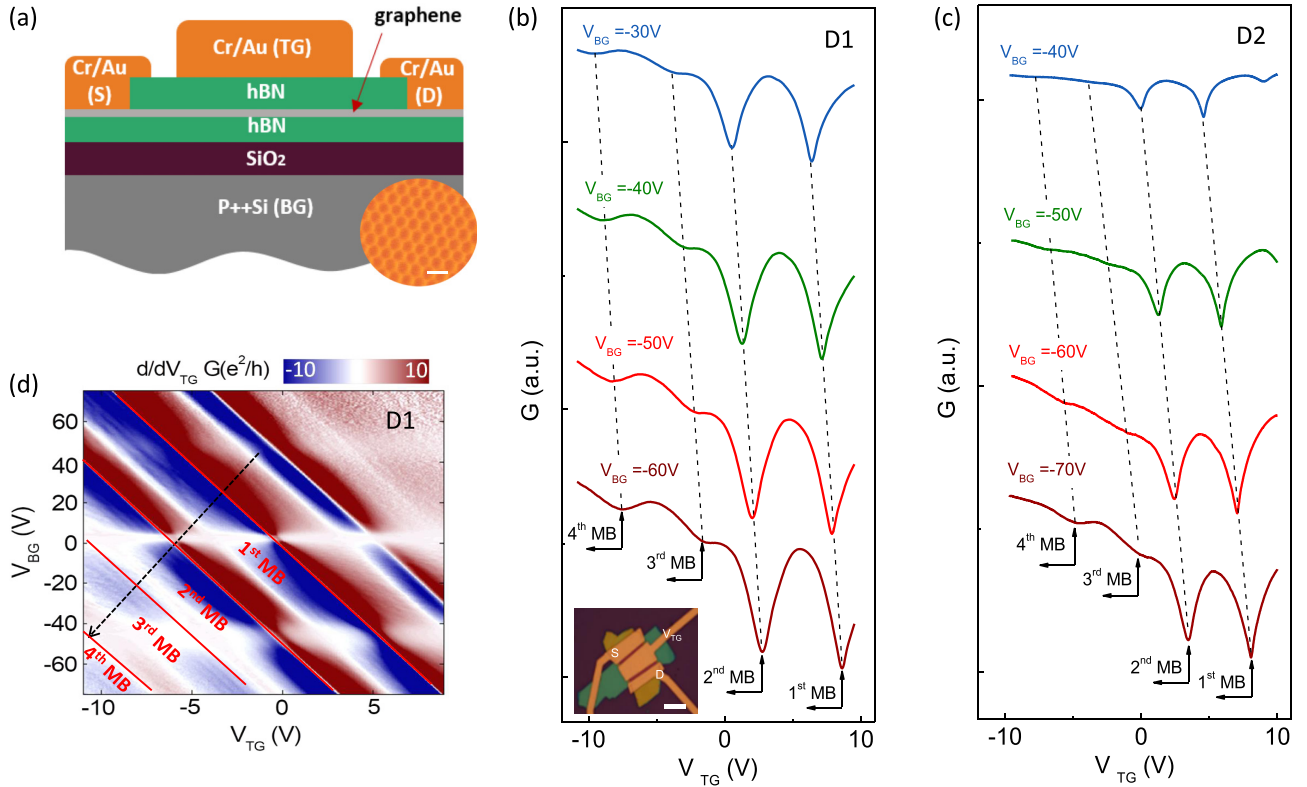 (a)
graphene
Cr/Au (TG)
Cr/Au
(S)
Cr/Au
(D)
hBN
hBN
SiO2
P++Si (BG)
(b)
D1
VBG =-30V
VBG =-40V
VBG =-50V
VBG =-60V
4th MB
3rd MB
2nd MB
1st MB
S
VTG
D
G (a.u.)
-10
0
10
V TG (V)
(c)
D2
VBG =-40V
VBG =-50V
VBG =-60V
VBG =-70V
4th MB
3rd MB
2nd MB
1st MB
G (a.u.)
-10
0
10
V TG (V)
(d)
d/dVTG G(e2/h)
-10
10
D1
60
40
20
0
-20
-40
-60
VBG (V)
1st MB
2nd MB
3rd MB
4th MB
-10
-5
0
5
VTG (V)